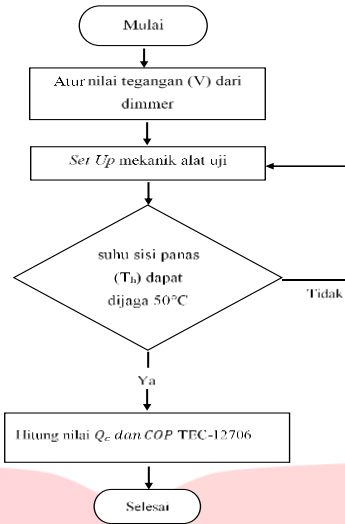 Mulai
Atur nilai tegangan (V) dari
dimmer
Set Up mekanik alat uji
suhu sisi panas
(Th) dapat
dijaga 50°C
Tidak
Ya
Hitung nilai Qc dan COP TEC-12706
Selesai